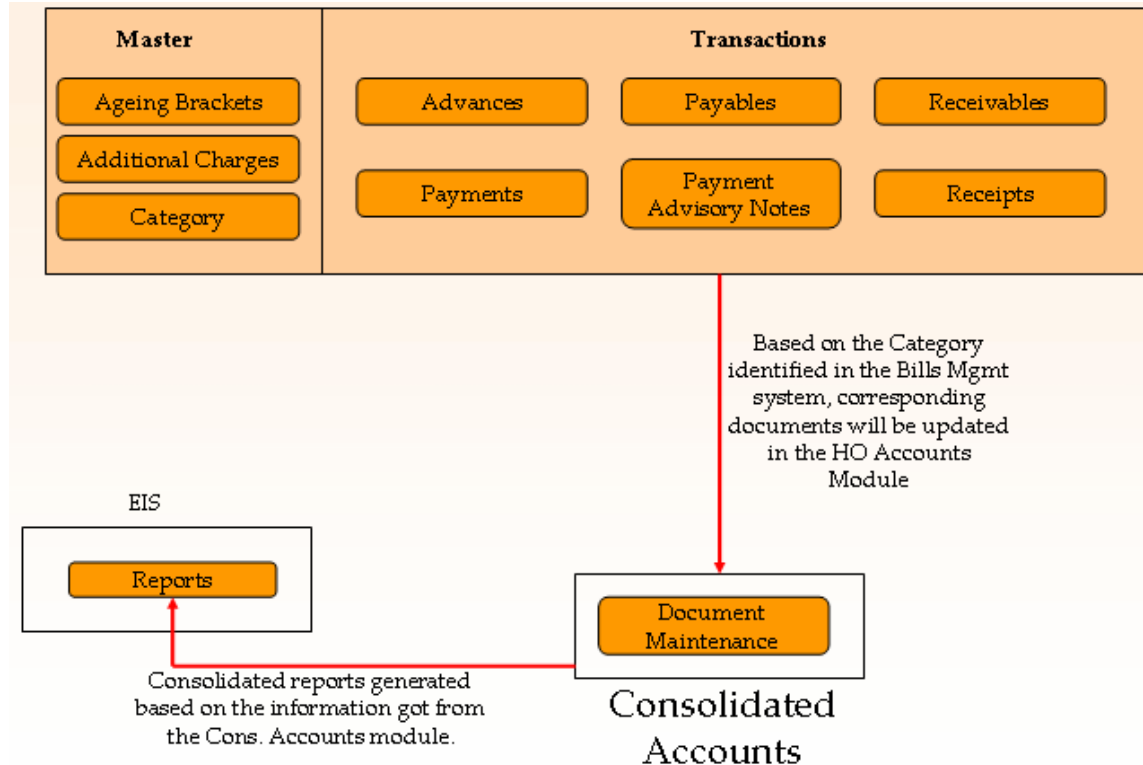 Master
Ageing Brackets
Additional Charges
Category
Transactions
Advances
Payables
Receivables
Payments
Payment
Advisory Notes
Receipts
Based on the Category
identified in the Bills Mgmt
system, corresponding
documents will be updated
in the HO Accounts
Module
EIS
Reports
Document
Maintenance
Consolidated reports generated
based on the information got from
the Cons. Accounts module.
Consolidated
Accounts